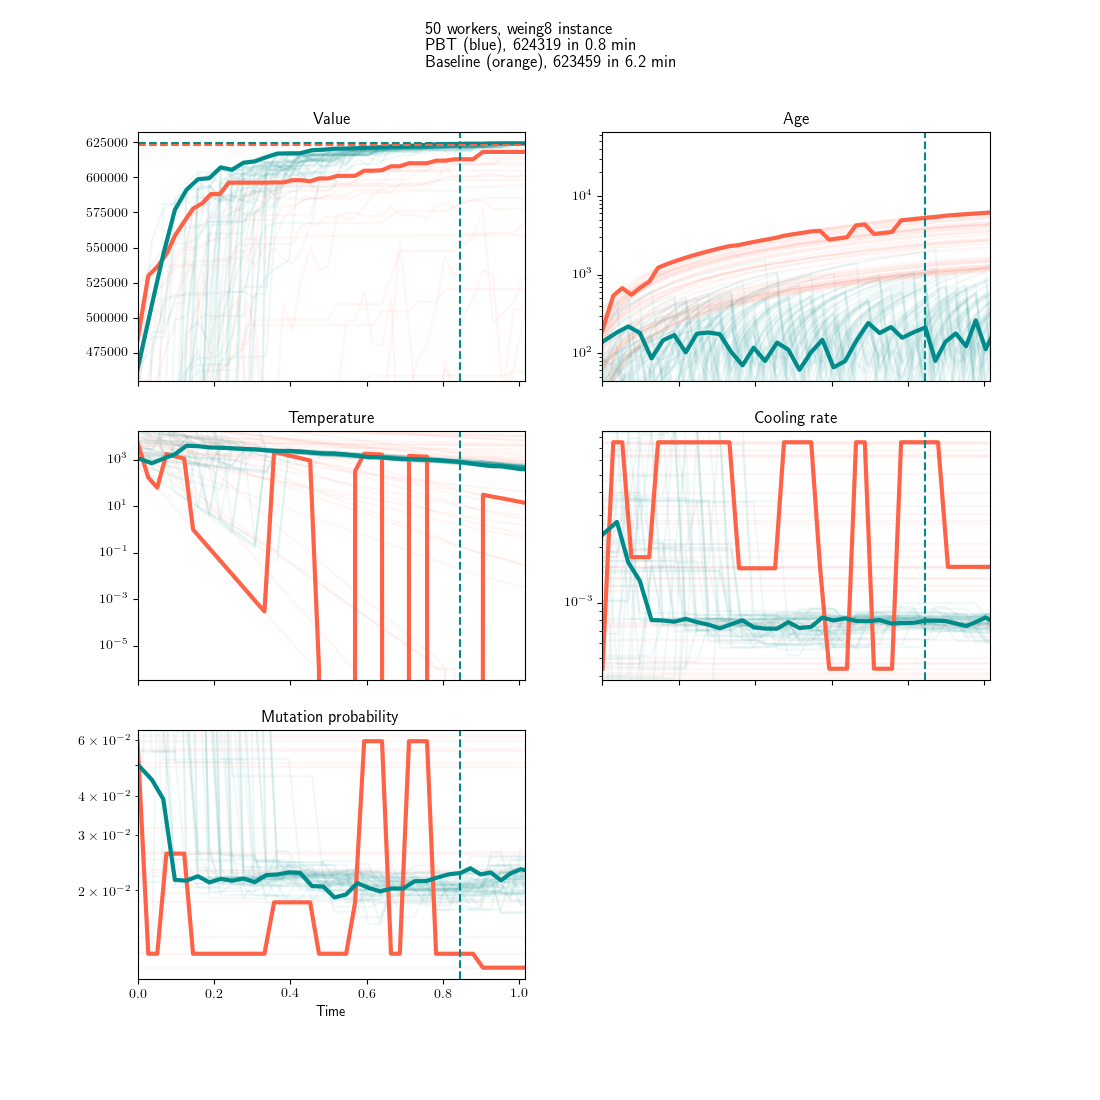 50 workers, weing8 instance
PBT (blue), 624319 in 0.8 min
Baseline (orange), 623459 in 6.2 min
Value
625000
600000
575000
550000
525000
500000
475000
Age
10^4
10^3
10^2
Temperature
10^3
10^1
10^−1
10^−3
10^−5
Cooling rate
10^−3
Mutation probability
6 × 10^−2
4 × 10^−2
3 × 10^−2
2 × 10^−2
0.0 0.2 0.4 0.6 0.8 1.0
Time